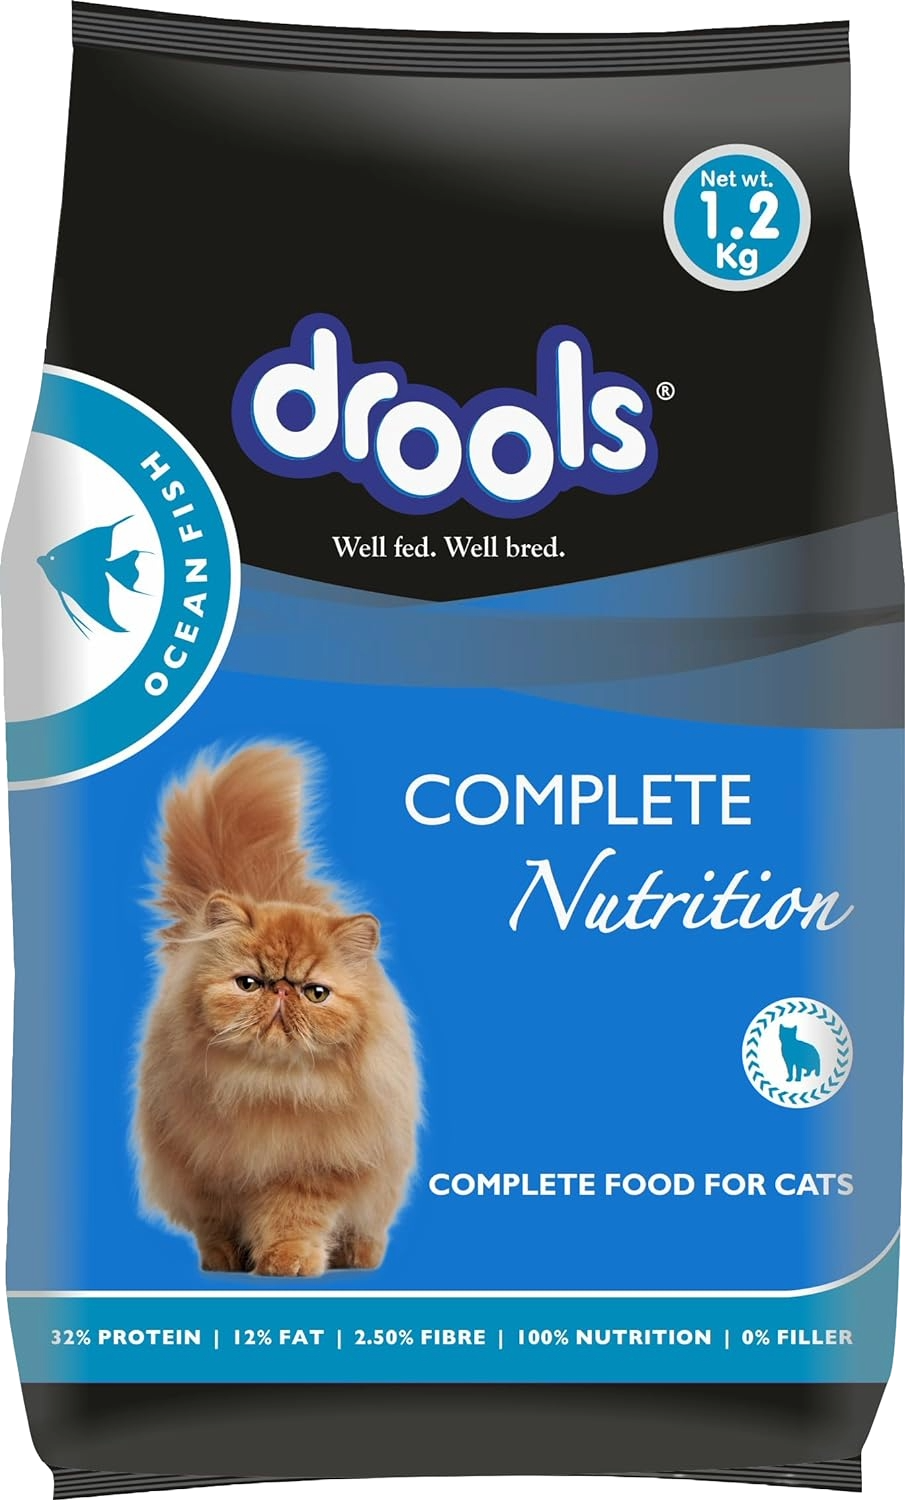 Net wt.
1.2
Kg
drools®
Well fed. Well bred.
OCEAN FISH
COMPLETE
Nutrition
COMPLETE FOOD FOR CATS
32% PROTEIN | 12% FAT | 2.50% FIBRE | 100% NUTRITION | 0% FILLER